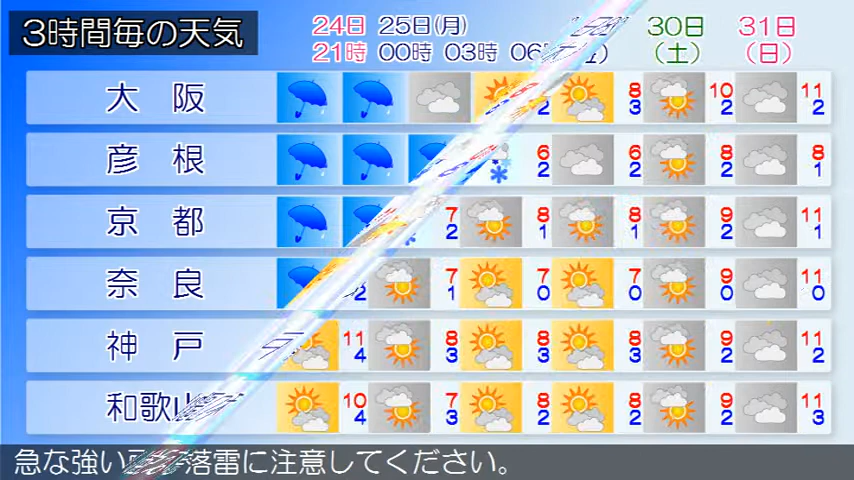 3時間毎の天気
24日 25日(月) 30日 31日
21時 00時 03時 06 (土) (日)
大阪 2 8 3 10 2 11 2
彦根 6 2 6 2 8 2 8 1
京都 7 2 8 1 8 1 9 2 11 1
奈良 2 7 1 7 0 7 0 9 0 11 0
神戸 11 4 8 3 8 3 8 3 9 2 11 2
和歌山 10 4 7 3 8 2 8 2 9 2 11 3
急な強い 落雷に注意してください。